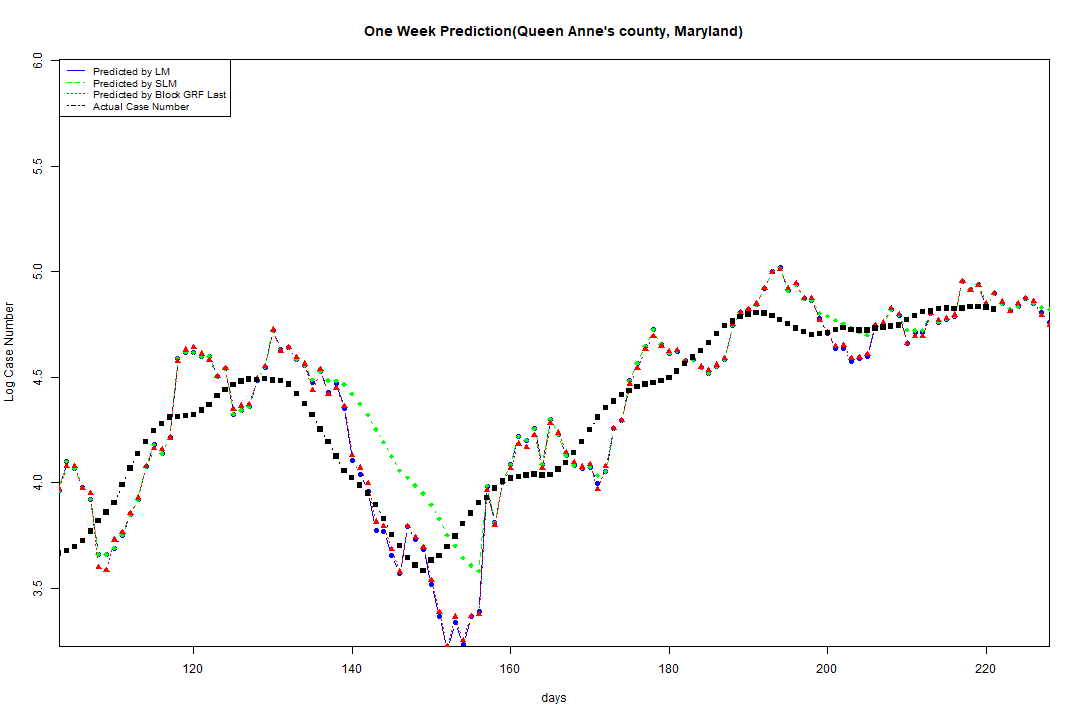 One Week Prediction(Queen Anne's county, Maryland)
Predicted by LM
Predicted by SLM
Predicted by Block GRF Last
Actual Case Number
Log Case Number
6.0
5.5
5.0
4.5
4.0
3.5
120 140 160 180 200 220
days